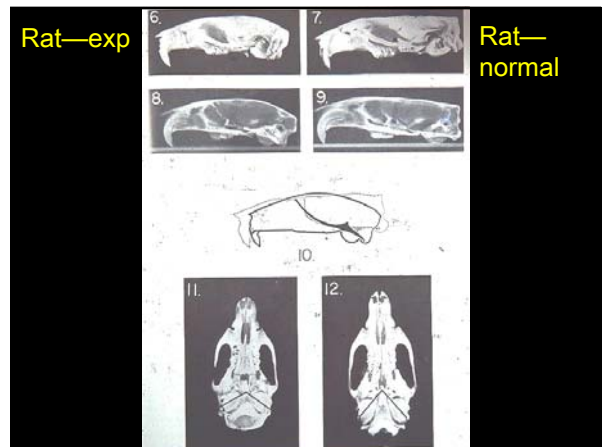 Rat—exp
6.
7.
Rat—
normal
8.
9.
10.
11.
12.